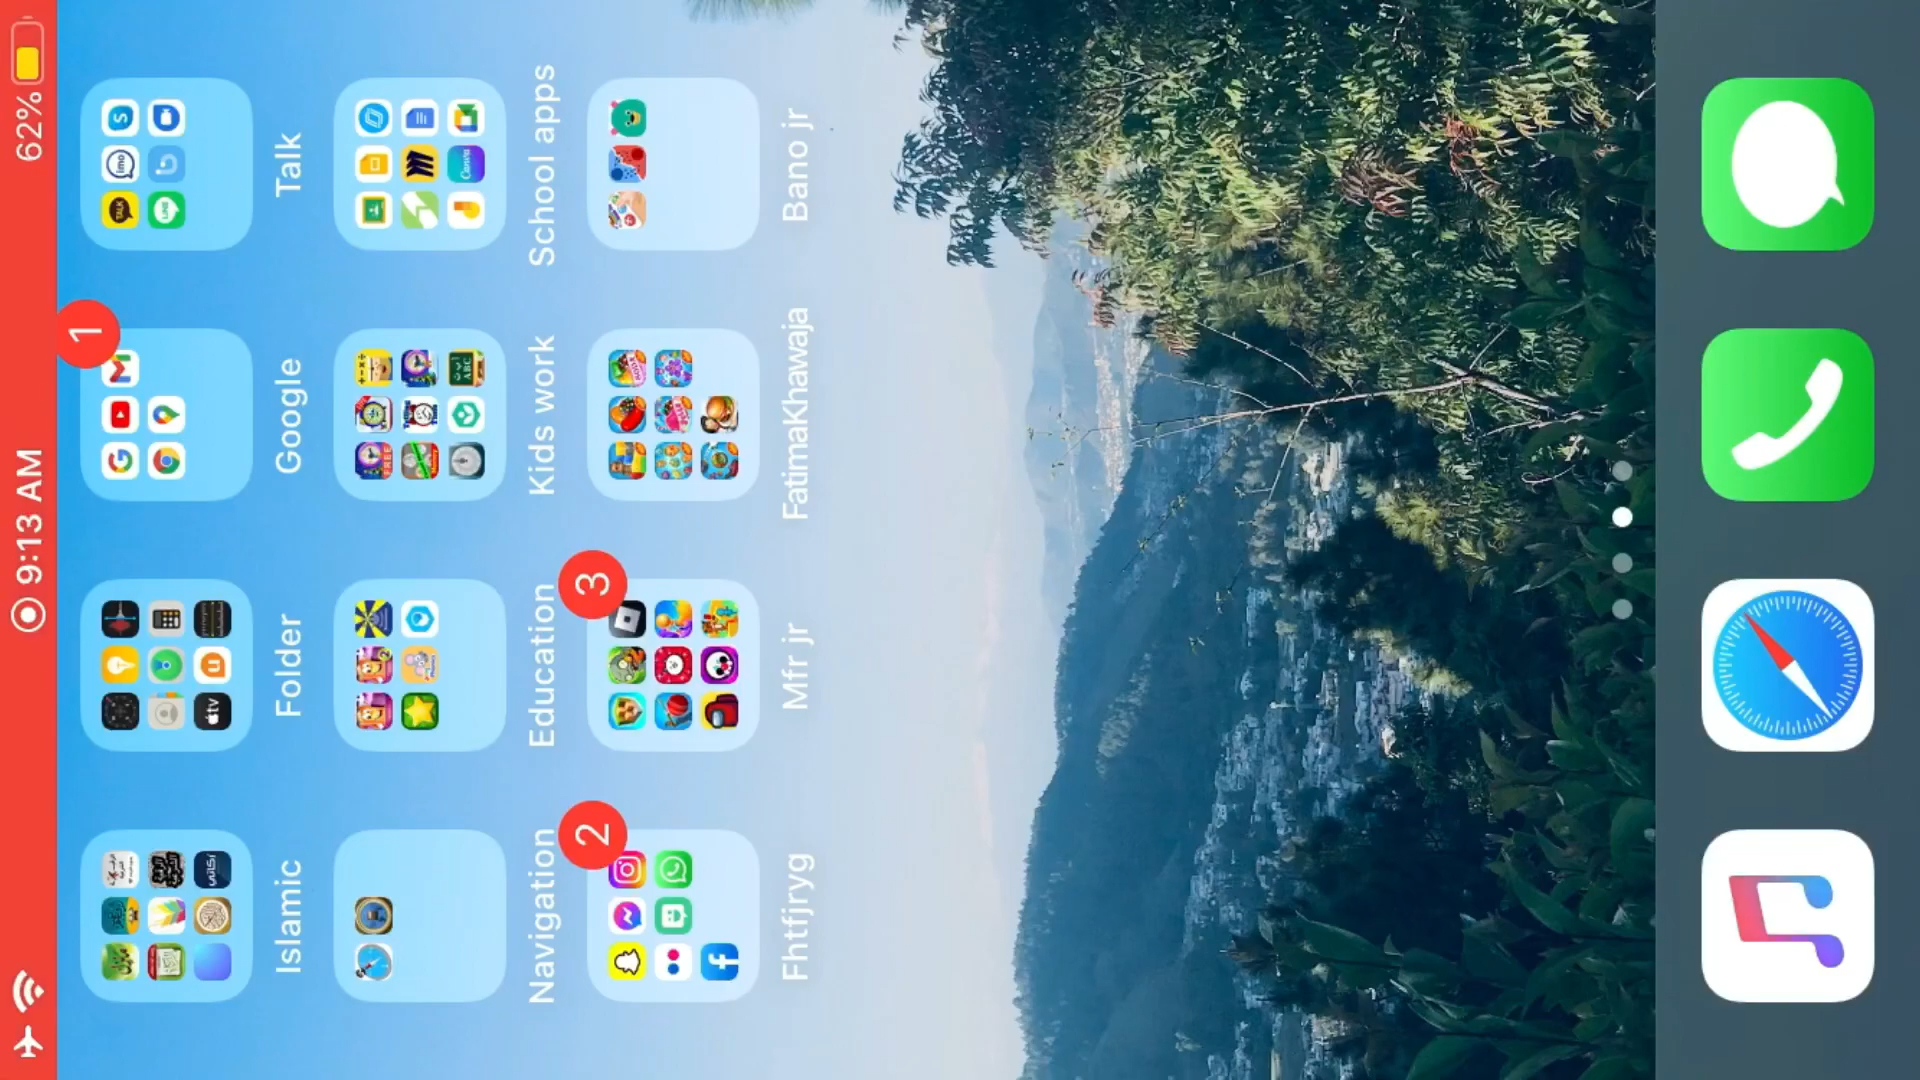 9:13 AM
62%
1
Islamic
Folder
Google
Talk
Navigation
Education
Kids work
School apps
2
3
Fhtfjryg
Mfr jr
FatimaKhawaja
Bano jr